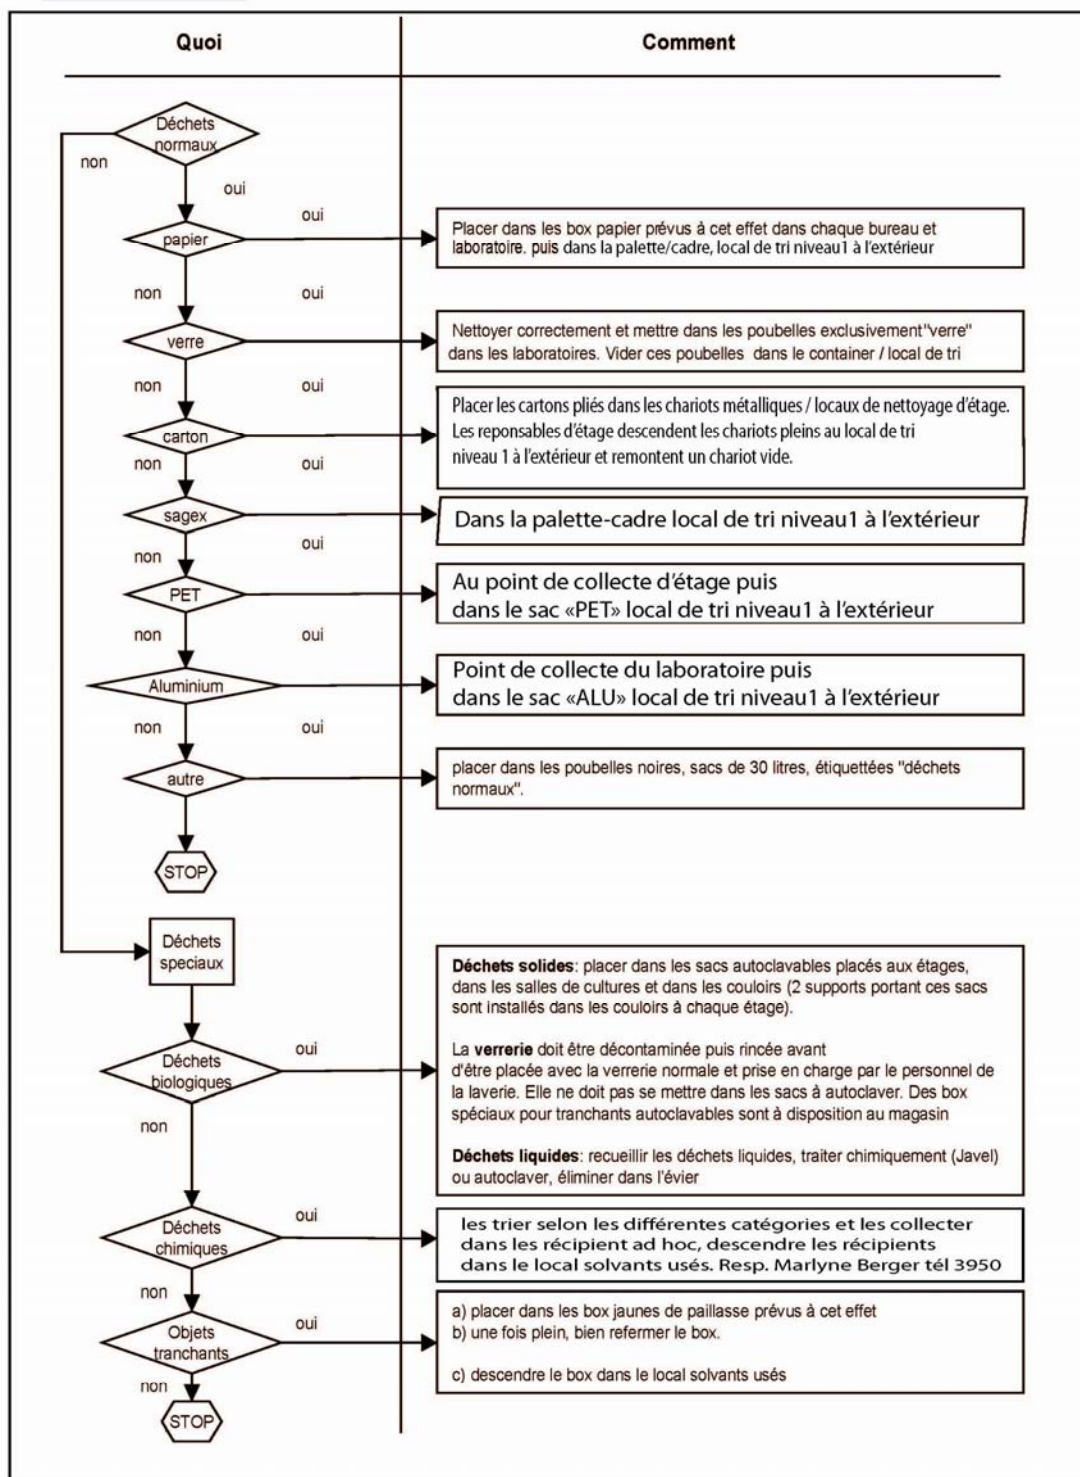 Quoi
Comment
Déchets
normaux
non
oui
oui
papier
Placer dans les box papier prévus à cet effet dans chaque bureau et
laboratoire. puis dans la palette/cadre, local de tri niveau1 à l'extérieur
non
oui
verre
Nettoyer correctement et mettre dans les poubelles exclusivement"verre"
dans les laboratoires. Vider ces poubelles dans le container / local de tri
non
oui
carton
Placer les cartons pliés dans les chariots métalliques / locaux de nettoyage d'étage.
Les reponsables d'étage descendent les chariots pleins au local de tri
niveau 1 à l'extérieur et remontent un chariot vide.
non
oui
sagex
Dans la palette-cadre local de tri niveau1 à l'extérieur
non
oui
PET
Au point de collecte d'étage puis
dans le sac «PET» local de tri niveau1 à l'extérieur
non
oui
Aluminium
Point de collecte du laboratoire puis
dans le sac «ALU» local de tri niveau1 à l'extérieur
non
oui
autre
placer dans les poubelles noires, sacs de 30 litres, étiquettées "déchets
normaux".
STOP
Déchets
speciaux
Déchets
biologiques
oui
Déchets solides: placer dans les sacs autoclavables placés aux étages,
dans les salles de cultures et dans les couloirs (2 supports portant ces sacs
sont installés dans les couloirs à chaque étage).
La verrerie doit être décontaminée puis rincée avant
d'être placée avec la verrerie normale et prise en charge par le personnel de
la laverie. Elle ne doit pas se mettre dans les sacs à autoclaver. Des box
spéciaux pour tranchants autoclavables sont à disposition au magasin
Déchets liquides: recueillir les déchets liquides, traiter chimiquement (Javel)
ou autoclaver, éliminer dans l'évier
non
Déchets
chimiques
oui
les trier selon les différentes catégories et les collecter
dans les récipient ad hoc, descendre les récipients
dans le local solvants usés. Resp. Marlyne Berger tél 3950
non
Objets
tranchants
oui
a) placer dans les box jaunes de paillasse prévus à cet effet
b) une fois plein, bien refermer le box.
c) descendre le box dans le local solvants usés
non
STOP